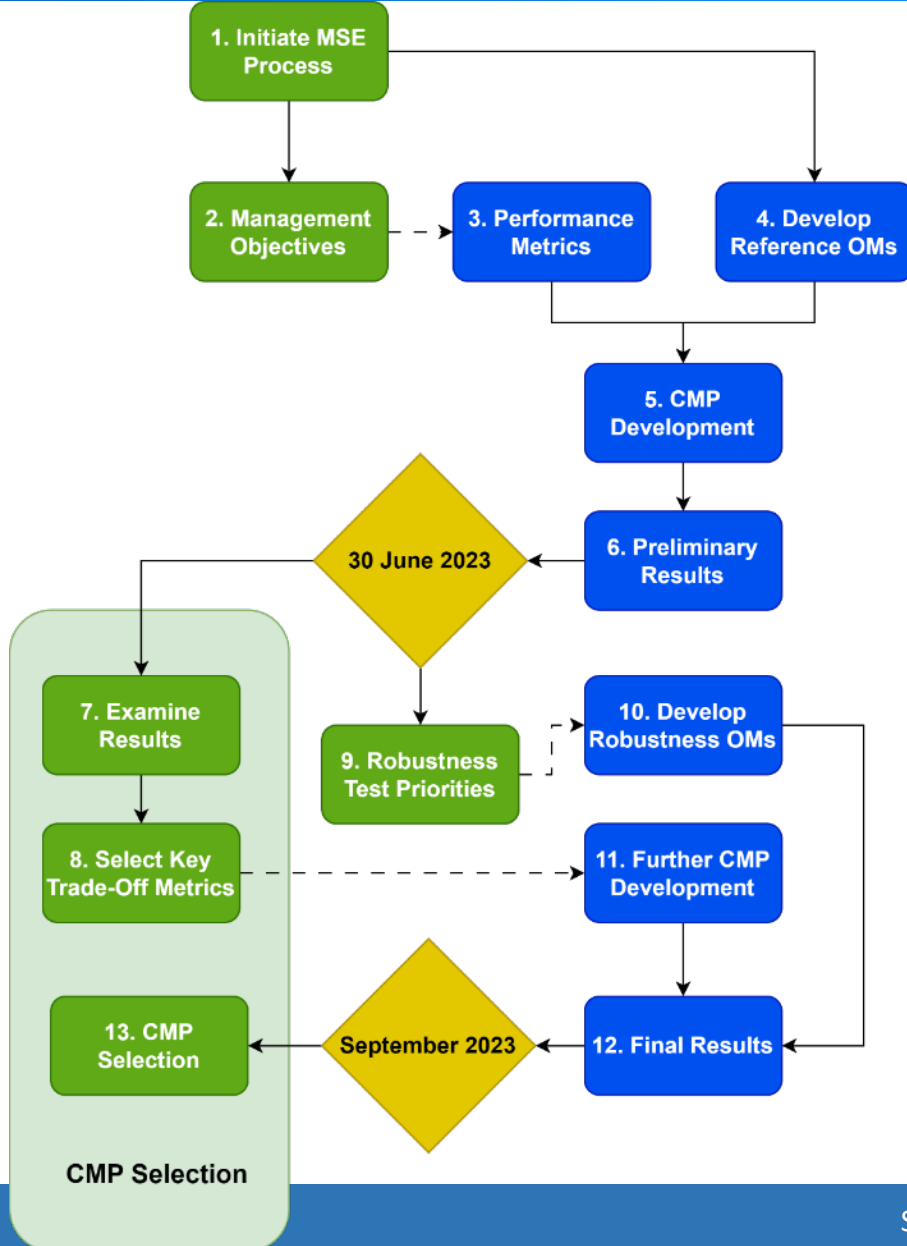 1. Initiate MSE
Process
2. Management
Objectives
3. Performance
Metrics
4. Develop
Reference OMs
5. CMP
Development
6. Preliminary
Results
30 June 2023
7. Examine
Results
8. Select Key
Trade-Off Metrics
9. Robustness
Test Priorities
10. Develop
Robustness OMs
11. Further CMP
Development
12. Final Results
September 2023
13. CMP
Selection
CMP Selection
S